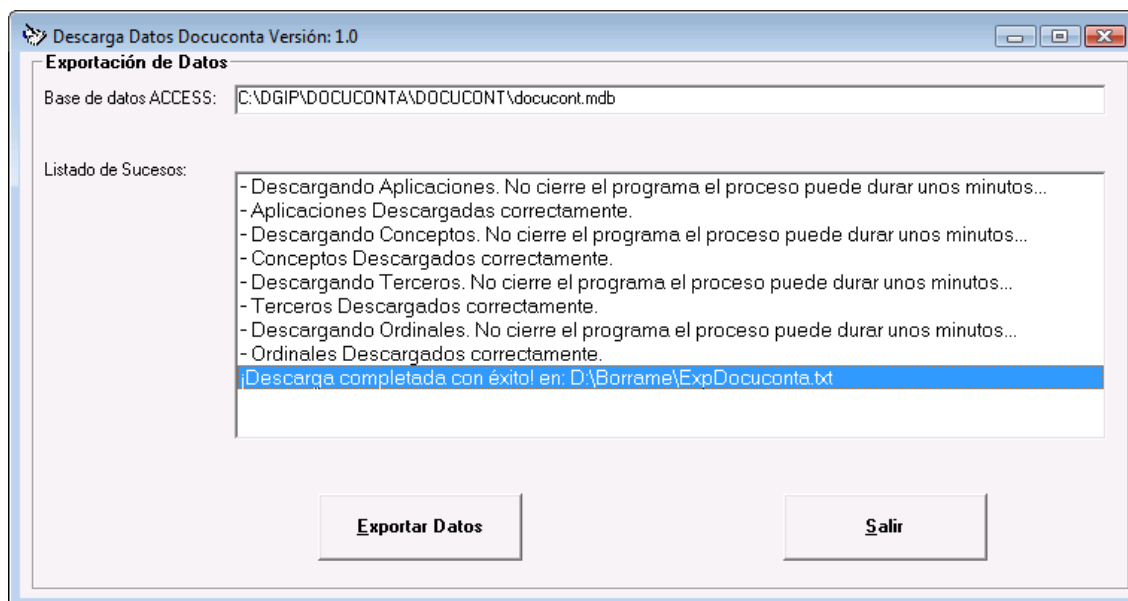 Descarga Datos Docuconta Versión: 1.0
Exportación de Datos
Base de datos ACCESS: C:\DGIP\DOCUCONTA\DOCUCONT\docucont.mdb
Listado de Sucesos:
- Descargando Aplicaciones. No cierre el programa el proceso puede durar unos minutos...
- Aplicaciones Descargadas correctamente.
- Descargando Conceptos. No cierre el programa el proceso puede durar unos minutos...
- Conceptos Descargados correctamente.
- Descargando Terceros. No cierre el programa el proceso puede durar unos minutos...
- Terceros Descargados correctamente.
- Descargando Ordinales. No cierre el programa el proceso puede durar unos minutos...
- Ordinales Descargados correctamente.
¡Descarga completada con éxito! en: D:\Borrame\ExpDocuconta.txt
Exportar Datos Salir